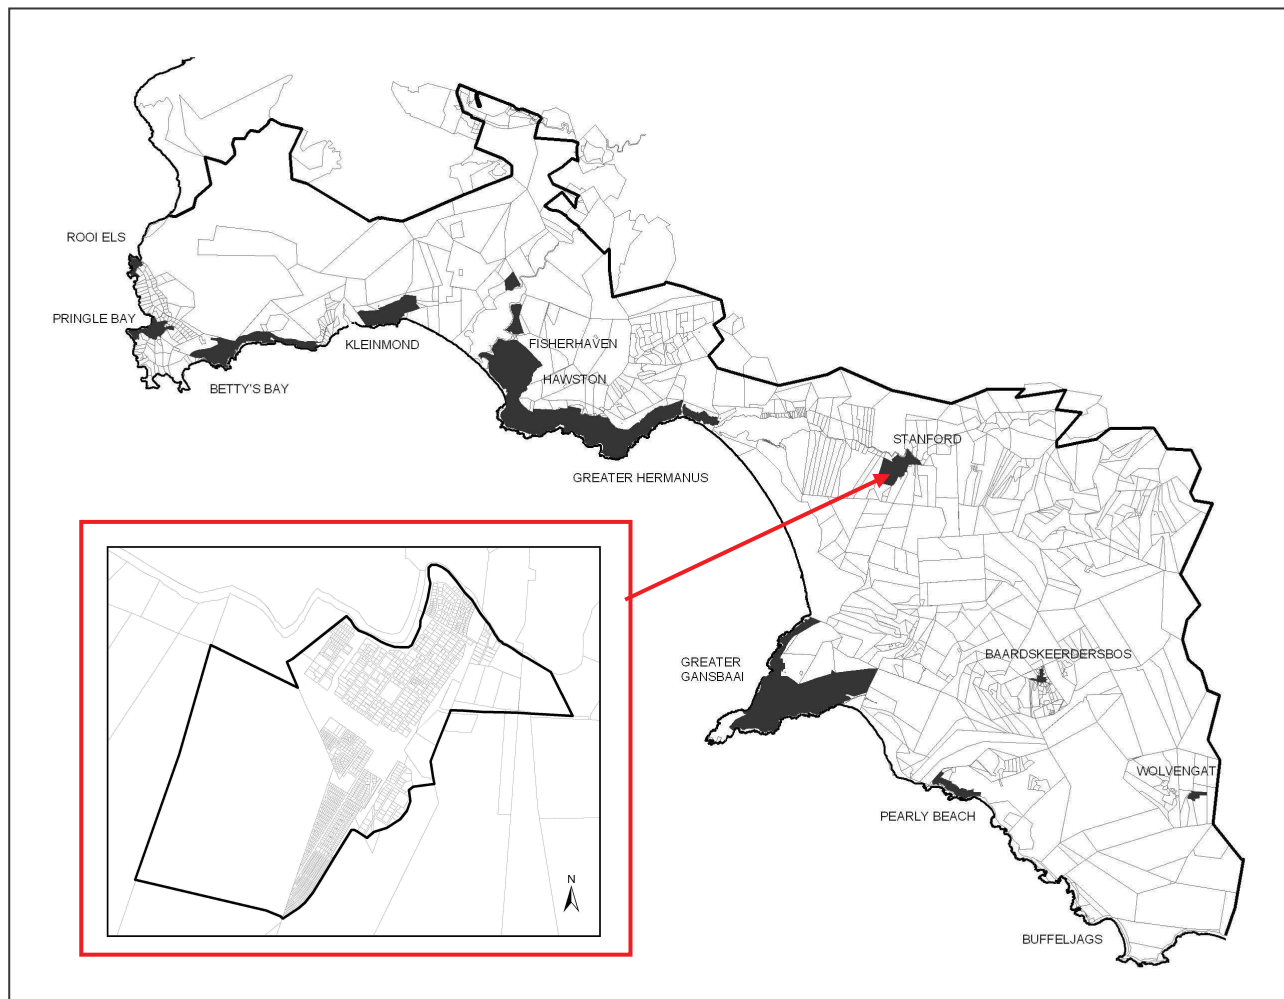 ROOI ELS
PRINGLE BAY
KLEINMOND
BETTY'S BAY
FISHERHAVEN
HAWSTON
GREATER HERMANUS
STANFORD
GREATER
GANSBAAI
BAARDSKEERDERSBOS
WOLVENGAT
PEARLY BEACH
BUFFELJAGS
N